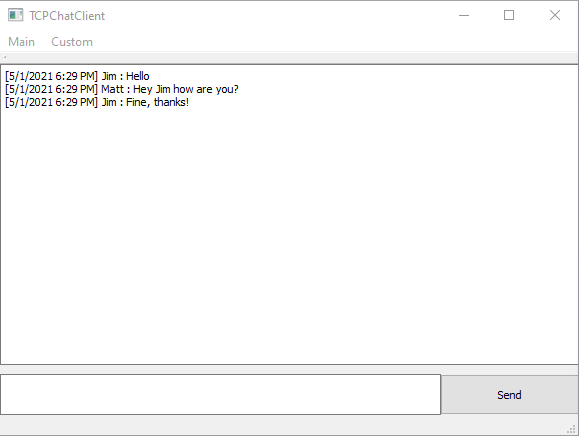 TCPChatClient
Main Custom
[5/1/2021 6:29 PM] Jim : Hello
[5/1/2021 6:29 PM] Matt : Hey Jim how are you?
[5/1/2021 6:29 PM] Jim : Fine, thanks!
Send